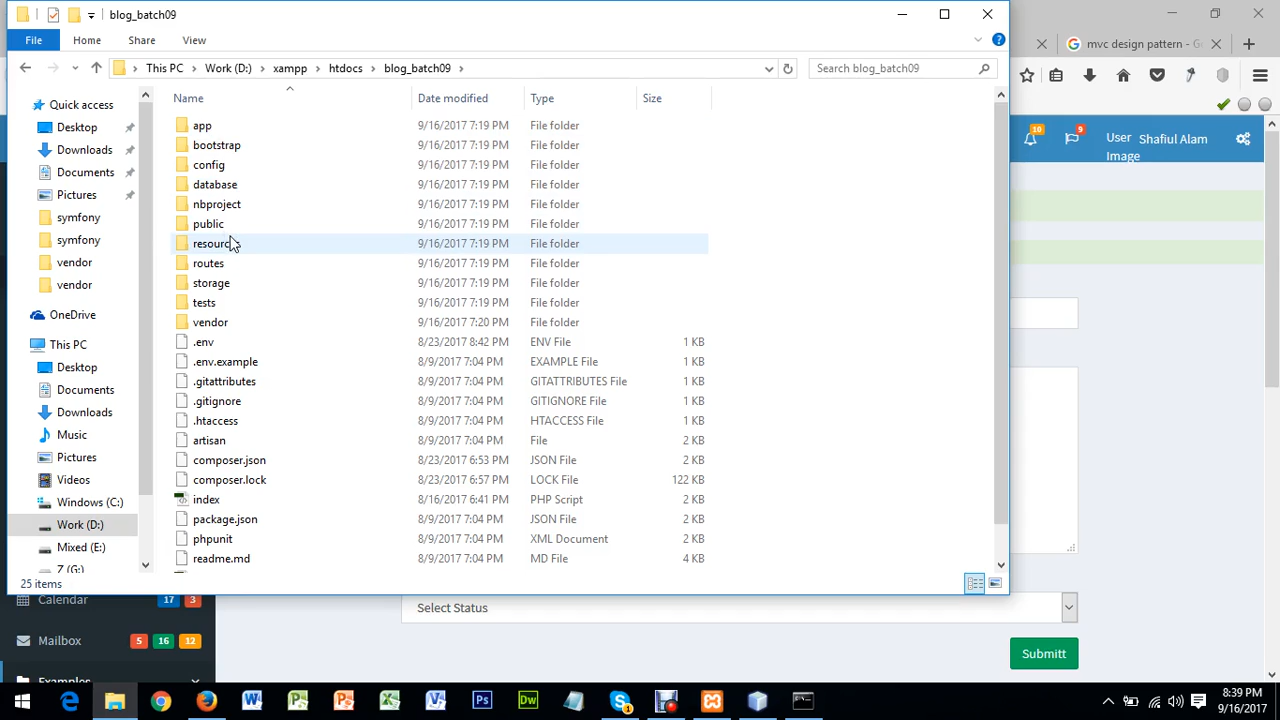 blog_batch09
mvc design pattern - G
File
Home
Share
View
This PC
Work (D:)
xampp
htdocs
blog_batch09
Search blog_batch09
Name
Date modified
Type
Size
Quick access
Desktop
Downloads
Documents
Pictures
symfony
symfony
vendor
vendor
OneDrive
This PC
Desktop
Documents
Downloads
Music
Pictures
Videos
Windows (C:)
Work (D:)
Mixed (E:)
Z (G:)
app 9/16/2017 7:19 PM File folder
bootstrap 9/16/2017 7:19 PM File folder
config 9/16/2017 7:19 PM File folder
database 9/16/2017 7:19 PM File folder
nbproject 9/16/2017 7:19 PM File folder
public 9/16/2017 7:19 PM File folder
resources 9/16/2017 7:19 PM File folder
routes 9/16/2017 7:19 PM File folder
storage 9/16/2017 7:19 PM File folder
tests 9/16/2017 7:19 PM File folder
vendor 9/16/2017 7:20 PM File folder
.env 8/23/2017 8:42 PM ENV File 1 KB
.env.example 8/9/2017 7:04 PM EXAMPLE File 1 KB
.gitattributes 8/9/2017 7:04 PM GITATTRIBUTES File 1 KB
.gitignore 8/9/2017 7:04 PM GITIGNORE File 1 KB
.htaccess 8/9/2017 7:04 PM HTACCESS File 1 KB
artisan 8/9/2017 7:04 PM File 2 KB
composer.json 8/23/2017 6:53 PM JSON File 2 KB
composer.lock 8/23/2017 6:57 PM LOCK File 122 KB
index 8/16/2017 6:41 PM PHP Script 2 KB
package.json 8/9/2017 7:04 PM JSON File 2 KB
phpunit 8/9/2017 7:04 PM XML Document 2 KB
readme.md 8/9/2017 7:04 PM MD File 4 KB
25 items
10
9
User
Image
Shafiul Alam
Calendar 17 3
Mailbox 5 16 12
Examples
Select Status
Submitt
8:39 PM
9/16/2017